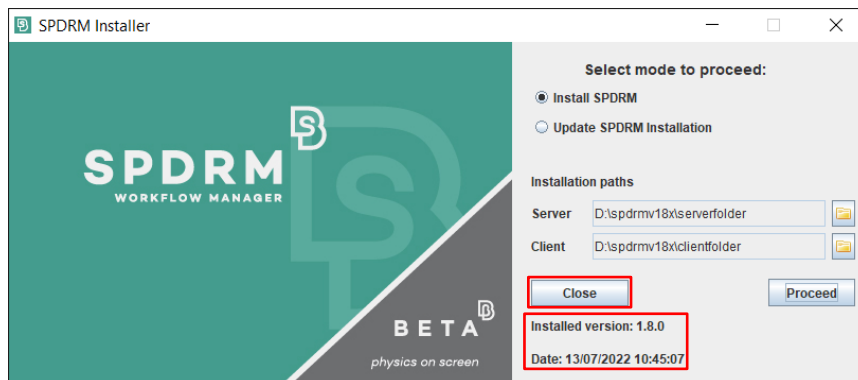 SPDRM Installer
SPDRM
WORKFLOW MANAGER
BETA
physics on screen
Select mode to proceed:
Install SPDRM
Update SPDRM Installation
Installation paths
Server D:\spdrmv18x\serverfolder
Client D:\spdrmv18x\clientfolder
Close Proceed
Installed version: 1.8.0
Date: 13/07/2022 10:45:07